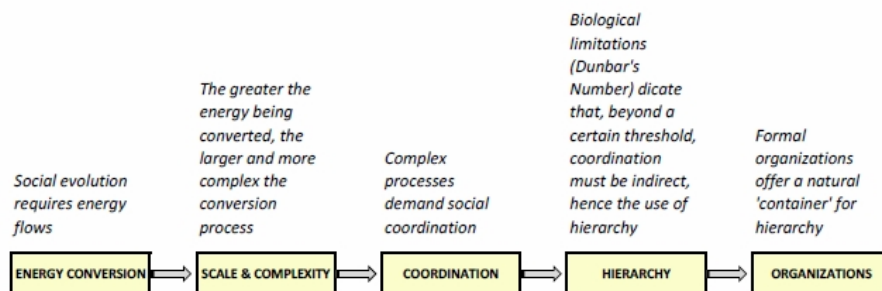 Social evolution
requires energy
flows
The greater the
energy being
converted, the
larger and more
complex the
conversion
process
Complex
processes
demand social
coordination
Biological
limitations
(Dunbar's
Number) dicate
that, beyond a
certain threshold,
coordination
must be indirect,
hence the use of
hierarchy
Formal
organizations
offer a natural
'container' for
hierarchy
ENERGY CONVERSION
SCALE & COMPLEXITY
COORDINATION
HIERARCHY
ORGANIZATIONS